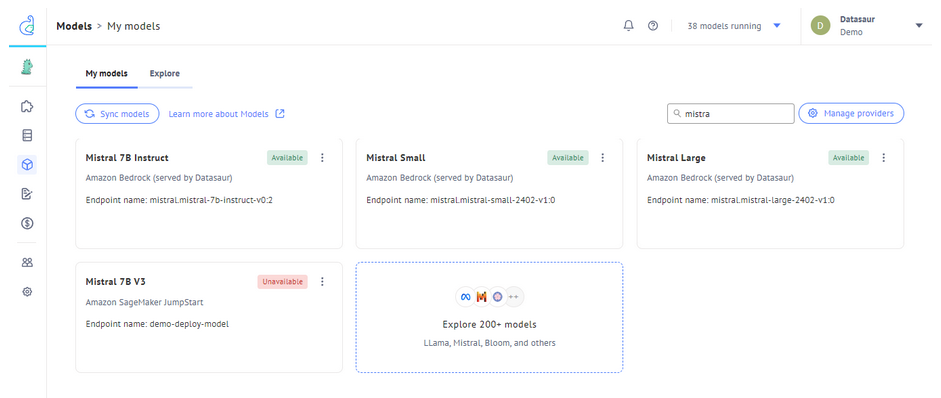 Models > My models
38 models running
D
Datasaur
Demo
My models
Explore
Sync models
Learn more about Models
mistra
Manage providers
Mistral 7B Instruct
Available
Amazon Bedrock (served by Datasaur)
Endpoint name: mistral.mistral-7b-instruct-v0:2
Mistral Small
Available
Amazon Bedrock (served by Datasaur)
Endpoint name: mistral.mistral-small-2402-v1:0
Mistral Large
Available
Amazon Bedrock (served by Datasaur)
Endpoint name: mistral.mistral-large-2402-v1:0
Mistral 7B V3
Unavailable
Amazon SageMaker JumpStart
Endpoint name: demo-deploy-model
Explore 200+ models
LLama, Mistral, Bloom, and others